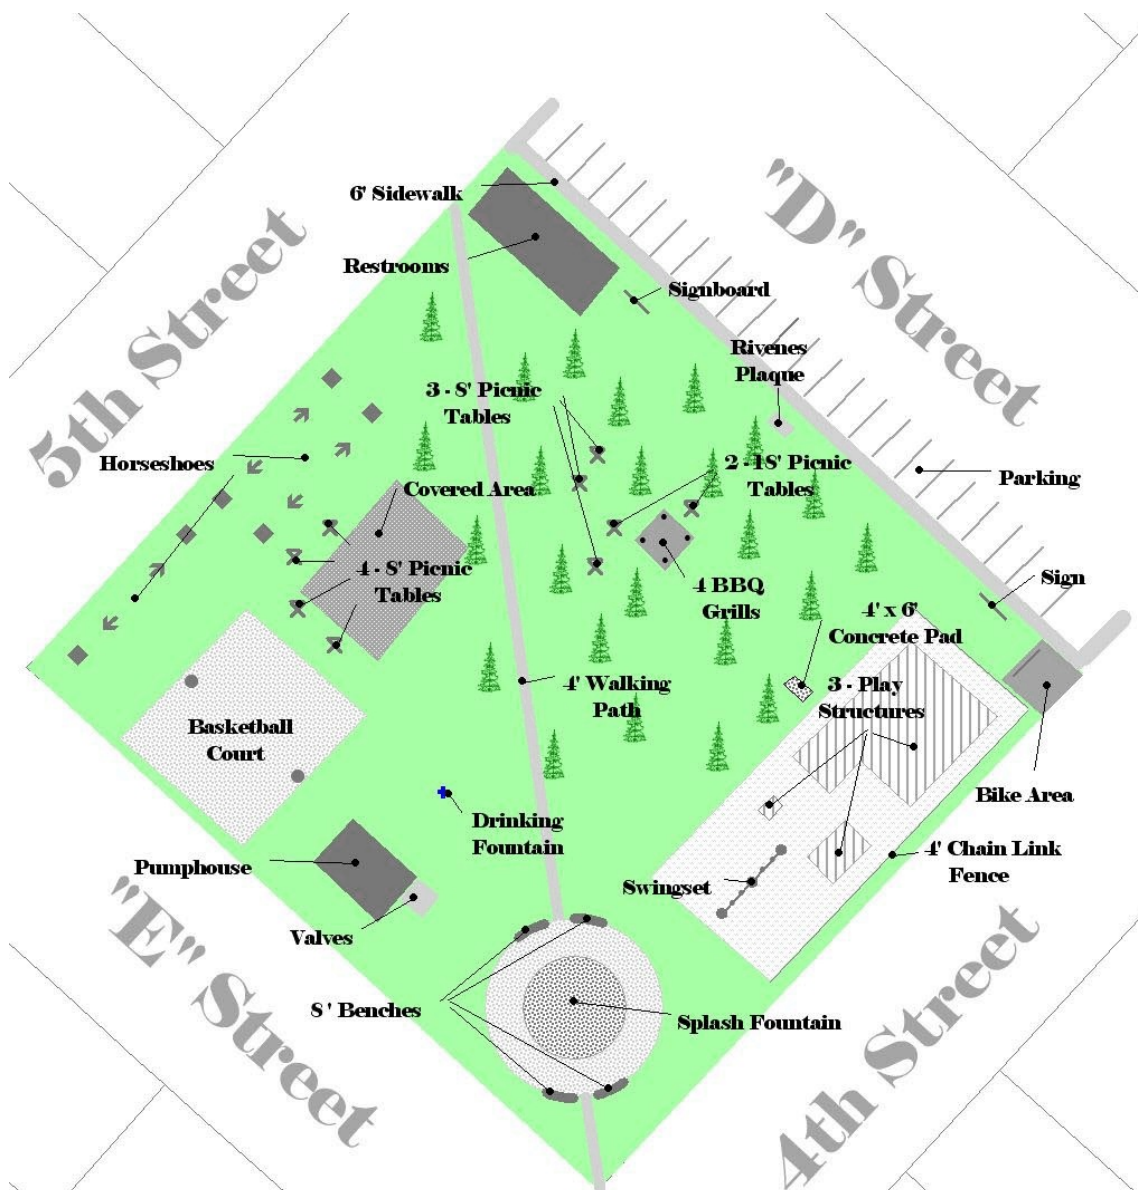 "D" Street
6' Sidewalk
5th Street
Restrooms
Signboard
Rivenes
Plaque
3 - 8' Picnic
Tables
Horseshoes
2 - 18' Picnic
Tables
Parking
Covered Area
4 - 8' Picnic
Tables
4 BBQ
Grills
Sign
4' x 6'
Concrete Pad
4' Walking
Path
3 - Play
Structures
Basketball
Court
Bike Area
Drinking
Fountain
4' Chain Link
Fence
Pumphouse
Swingset
Valves
"E" Street
8' Benches
Splash Fountain
4th Street